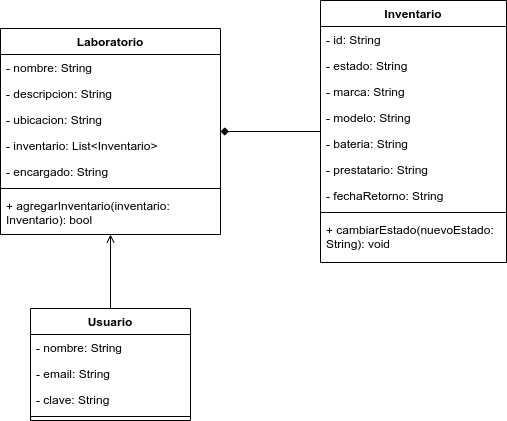 Laboratorio
- nombre: String
- descripcion: String
- ubicacion: String
- inventario: List<Inventario>
- encargado: String
+ agregarInventario(inventario:
Inventario): bool
Inventario
- id: String
- estado: String
- marca: String
- modelo: String
- bateria: String
- prestatario: String
- fechaRetorno: String
+ cambiarEstado(nuevoEstado:
String): void
Usuario
- nombre: String
- email: String
- clave: String